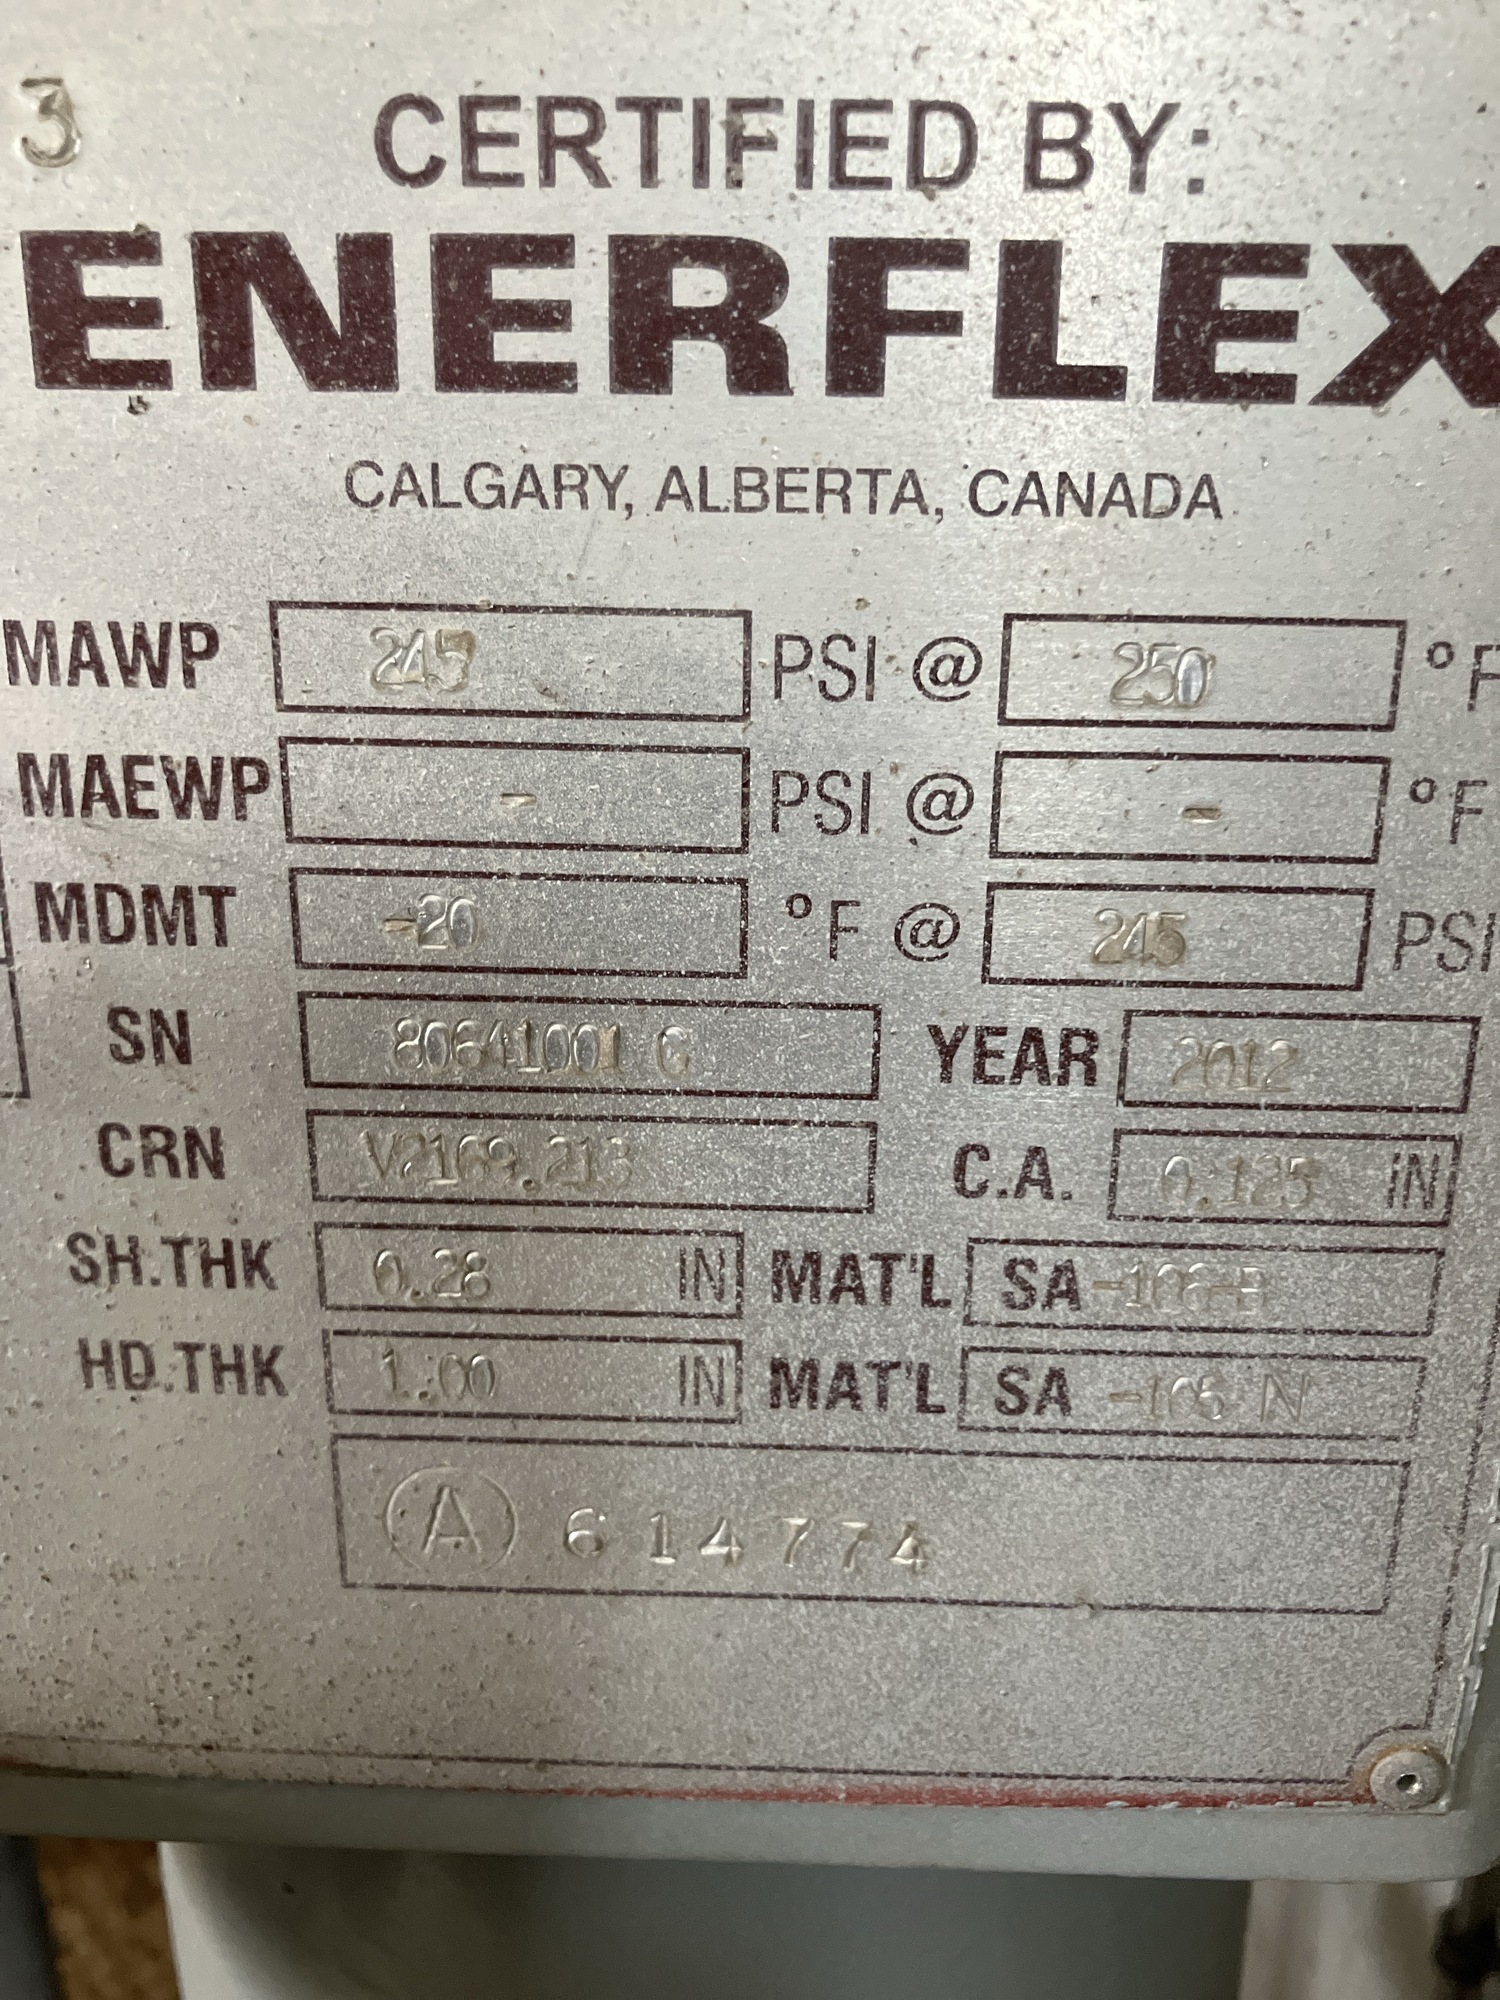 3
CERTIFIED BY:
ENERFLEX
CALGARY, ALBERTA, CANADA
MAWP 245 PSI @ 250 °F
MAEWP - PSI @ - °F
MDMT -20 °F @ 245 PSI
SN 80641001 G YEAR 2012
CRN V2169.213 C.A. 0.125 IN
SH.THK 0.28 IN MAT'L SA -106-B
HD.THK 1.00 IN MAT'L SA -105 N
A 614774